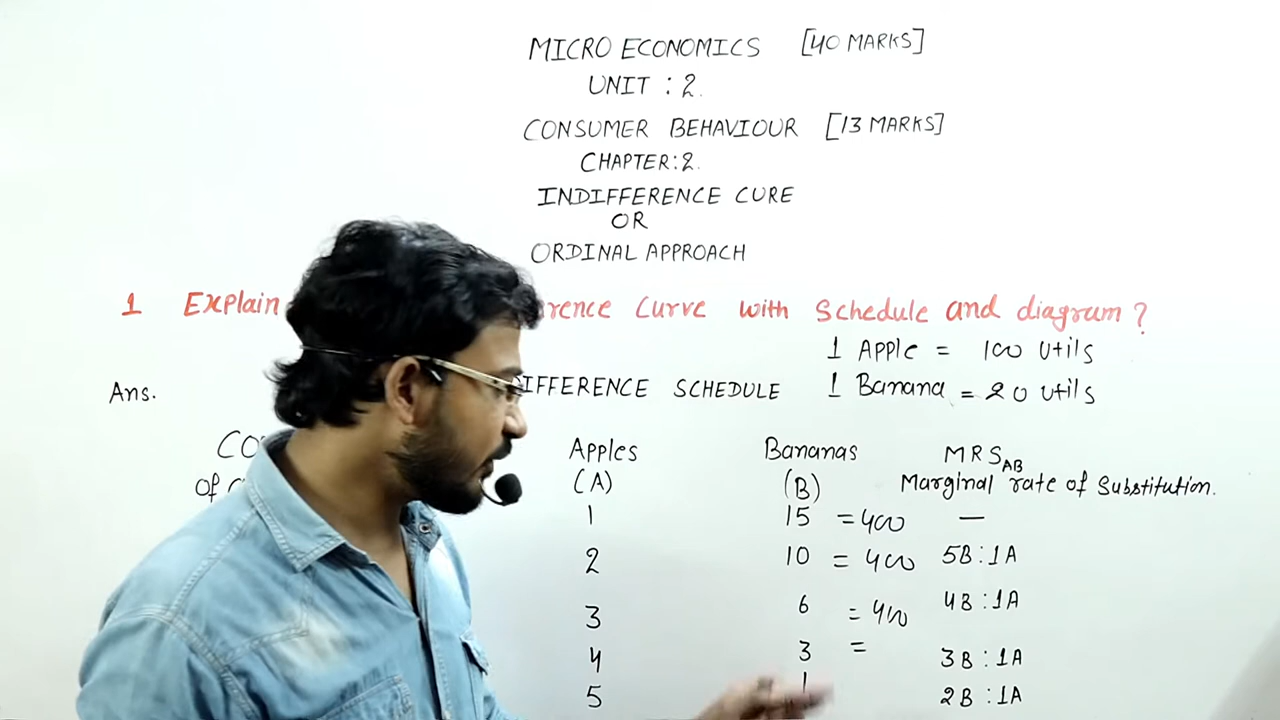 MICRO ECONOMICS [40 MARKS]
UNIT : 2.
CONSUMER BEHAVIOUR [13 MARKS]
CHAPTER:2.
INDIFFERENCE CURE
OR
ORDINAL APPROACH
1 Explain rence Curve with Schedule and diagram ?
1 APPLE = 100 Utils
Ans. DIFFERENCE SCHEDULE 1 Banana = 20 Utils
CO Apples Bananas MRSAB
of (A) (B) Marginal rate of Substitution.
1 15 = 400 —
2 10 = 400 5B:1A
3 6 = 400 4B:1A
4 3 = 3B:1A
5 1 2B:1A